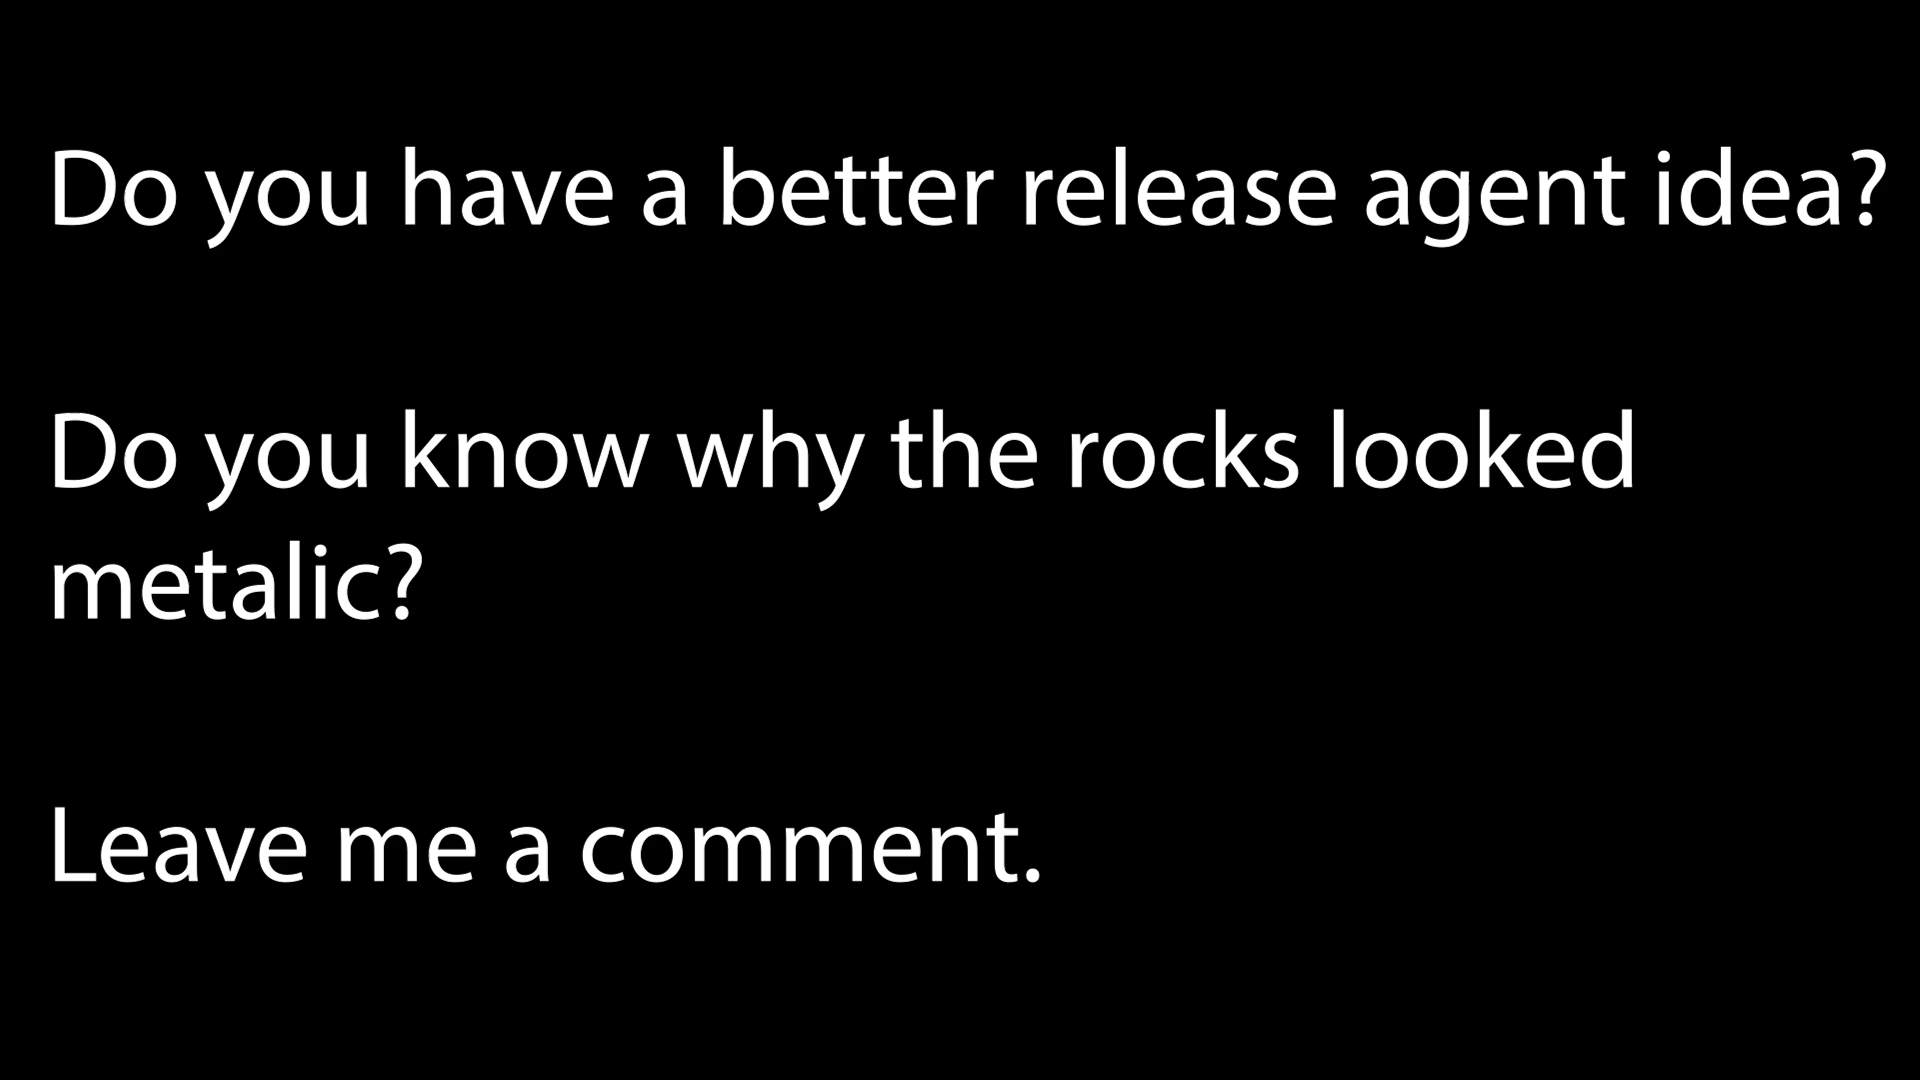 Do you have a better release agent idea?
Do you know why the rocks looked
metalic?
Leave me a comment.